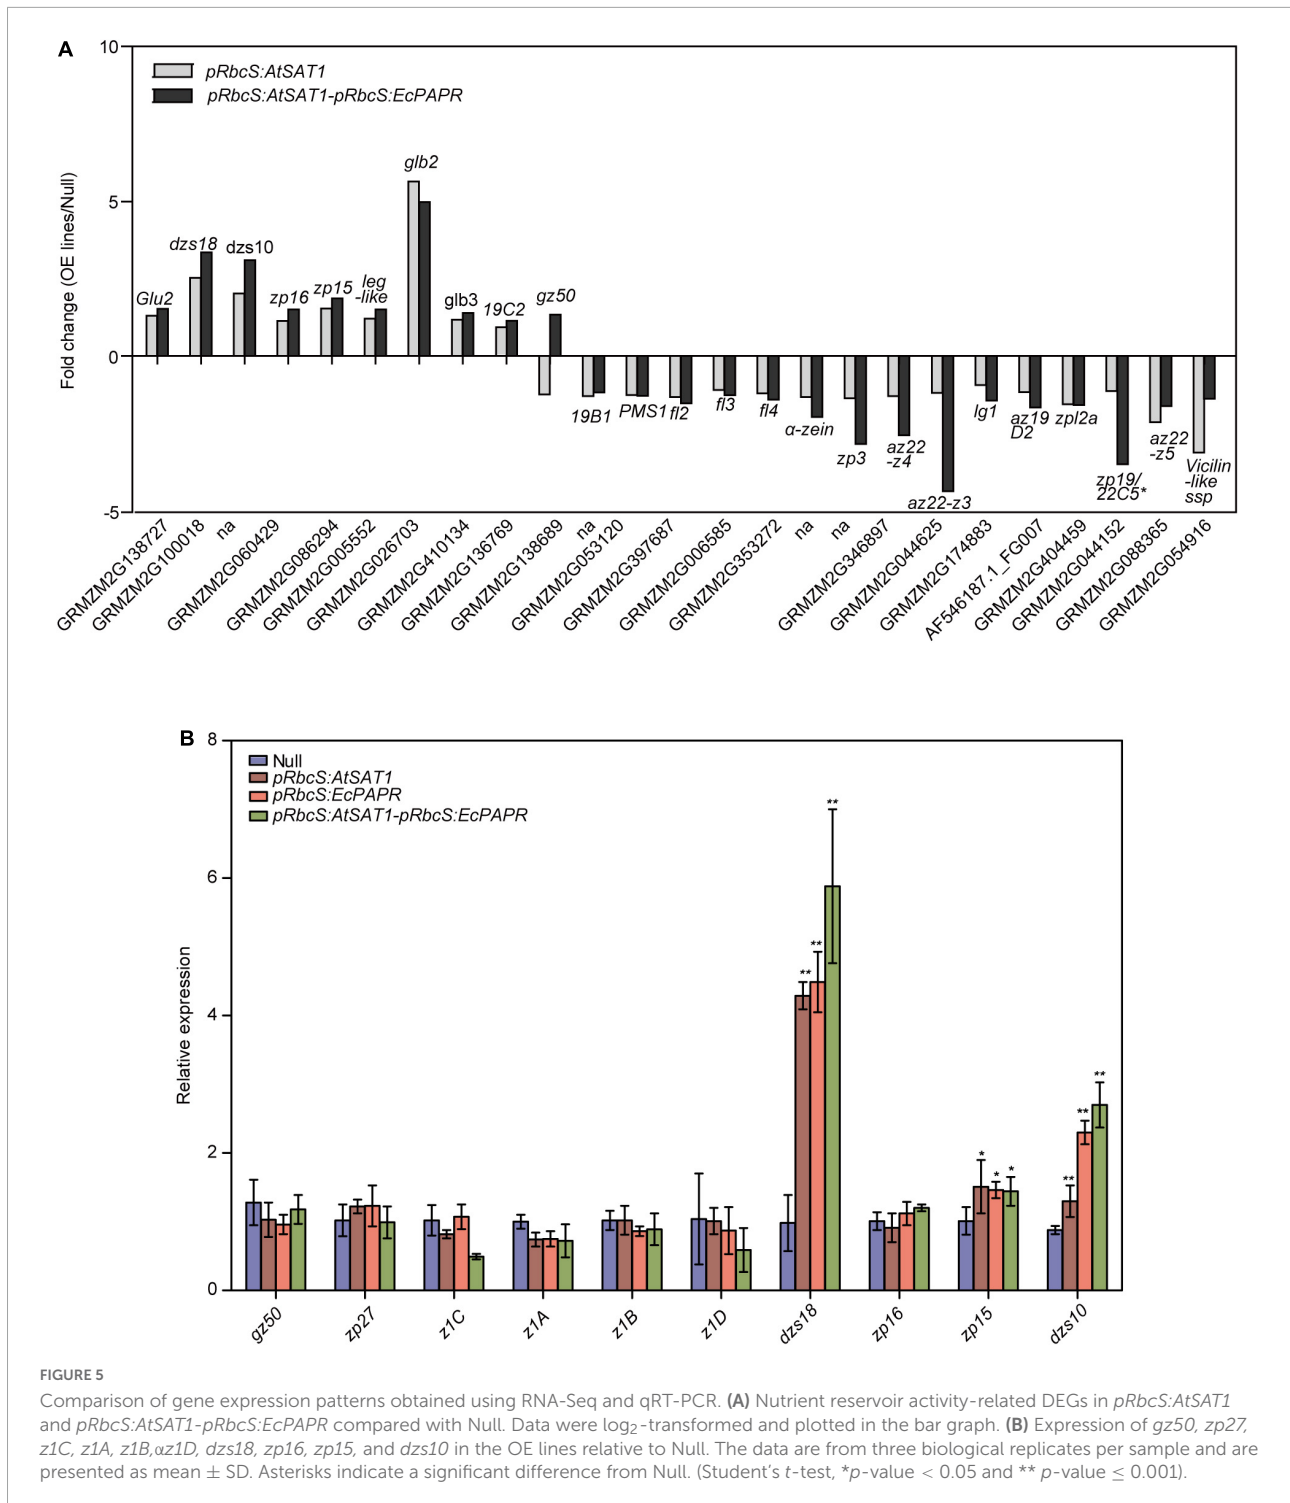 A
10
5
0
-5
Fold change (OE lines/Null)
pRbcS:AtSAT1
pRbcS:AtSAT1-pRbcS:EcPAPR
Glu2
dzs18
dzs10
zp16
zp15
leg
-like
glb2
glb3
19C2
gz50
19B1
PMS1
fl2
fl3
fl4
α-zein
zp3
az22
-z4
az22-z3
lg1
az19
D2
zpl2a
zp19/
22C5*
az22
-z5
Vicilin
-like
ssp
GRMZM2G138727
GRMZM2G100018
na
GRMZM2G060429
GRMZM2G086294
GRMZM2G005552
GRMZM2G026703
GRMZM2G410134
GRMZM2G136769
GRMZM2G138689
na
GRMZM2G053120
GRMZM2G397687
GRMZM2G006585
GRMZM2G353272
na
na
GRMZM2G346897
GRMZM2G044625
GRMZM2G174883
AF546187.1_FG007
GRMZM2G404459
GRMZM2G044152
GRMZM2G088365
GRMZM2G054916
B
8
6
4
2
0
Relative expression
Null
pRbcS:AtSAT1
pRbcS:EcPAPR
pRbcS:AtSAT1-pRbcS:EcPAPR
** ** **
* * *
** ** **
gz50
zp27
z1C
z1A
z1B
z1D
dzs18
zp16
zp15
dzs10
FIGURE 5
Comparison of gene expression patterns obtained using RNA-Seq and qRT-PCR. (A) Nutrient reservoir activity-related DEGs in pRbcS:AtSAT1
and pRbcS:AtSAT1-pRbcS:EcPAPR compared with Null. Data were log₂-transformed and plotted in the bar graph. (B) Expression of gz50, zp27,
z1C, z1A, z1B,αz1D, dzs18, zp16, zp15, and dzs10 in the OE lines relative to Null. The data are from three biological replicates per sample and are
presented as mean ± SD. Asterisks indicate a significant difference from Null. (Student's t-test, *p-value < 0.05 and ** p-value ≤ 0.001).